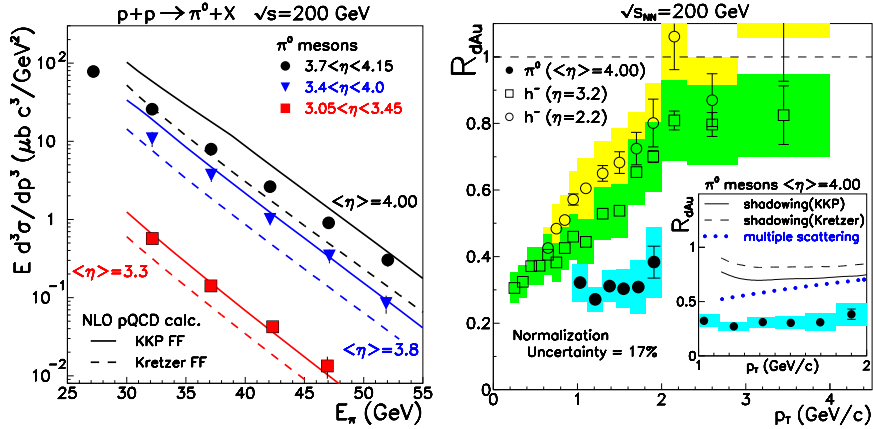 p+p→π⁰+X √s=200 GeV
E d³σ/dp³ (μb c³/GeV²)
10²
10
1
10⁻¹
10⁻²
π⁰ mesons
3.7<η<4.15
3.4<η<4.0
3.05<η<3.45
<η>=4.00
<η>=3.3
<η>=3.8
NLO pQCD calc.
KKP FF
Kretzer FF
25 30 35 40 45 50 55
E_π (GeV)
√s_NN=200 GeV
R_dAu
1
0.8
0.6
0.4
0.2
0
π⁰ (<η>=4.00)
h⁻ (η=3.2)
h⁻ (η=2.2)
Normalization
Uncertainty = 17%
0 1 2 3 4
p_T (GeV/c)
π⁰ mesons <η>=4.00
R_dAu
shadowing(KKP)
shadowing(Kretzer)
multiple scattering
1
0.5
0
1 2
p_T (GeV/c)